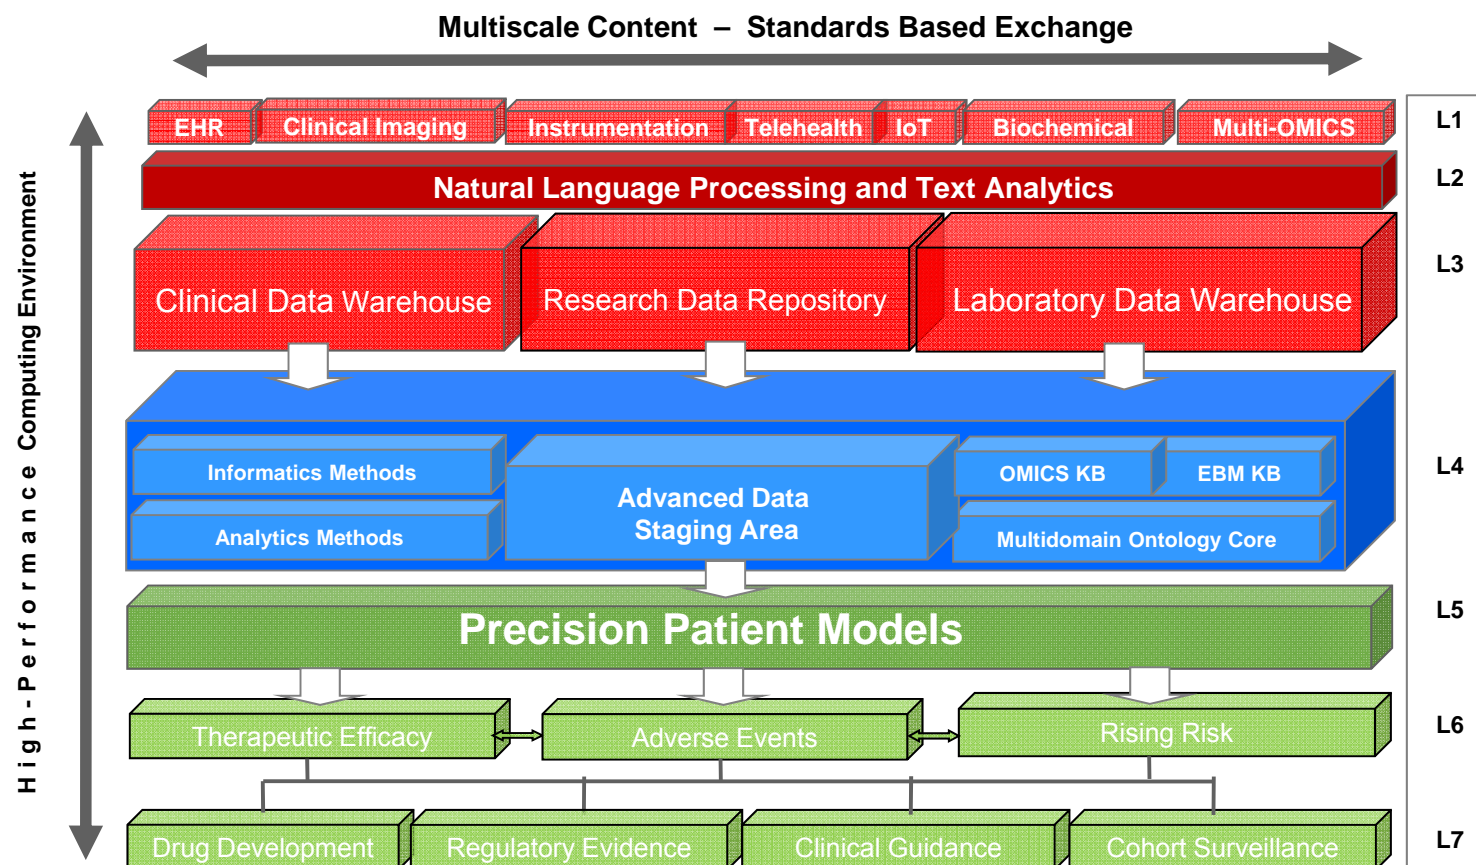 Multiscale Content – Standards Based Exchange
High-Performance Computing Environment
EHR
Clinical Imaging
Instrumentation
Telehealth
IoT
Biochemical
Multi-OMICS
L1
Natural Language Processing and Text Analytics
L2
Clinical Data Warehouse
Research Data Repository
Laboratory Data Warehouse
L3
Informatics Methods
Analytics Methods
Advanced Data
Staging Area
OMICS KB
EBM KB
Multidomain Ontology Core
L4
Precision Patient Models
L5
Therapeutic Efficacy
Adverse Events
Rising Risk
L6
Drug Development
Regulatory Evidence
Clinical Guidance
Cohort Surveillance
L7